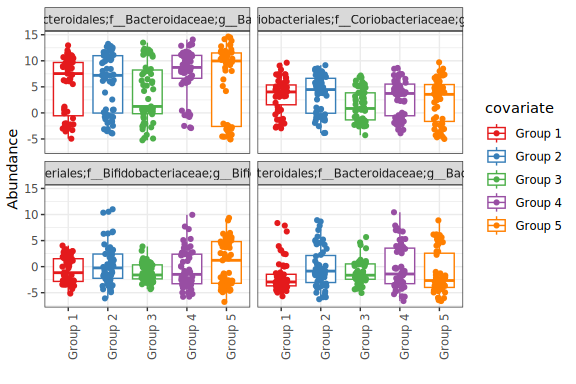 cteroidales;f__Bacteroidaceae;g__Ba
iobacteriales;f__Coriobacteriaceae;g
15
10
5
0
-5
Abundance
eriales;f__Bifidobacteriaceae;g__Bifi
teroidales;f__Bacteroidaceae;g__Bac
15
10
5
0
-5
Group 1
Group 2
Group 3
Group 4
Group 5
Group 1
Group 2
Group 3
Group 4
Group 5
covariate
Group 1
Group 2
Group 3
Group 4
Group 5